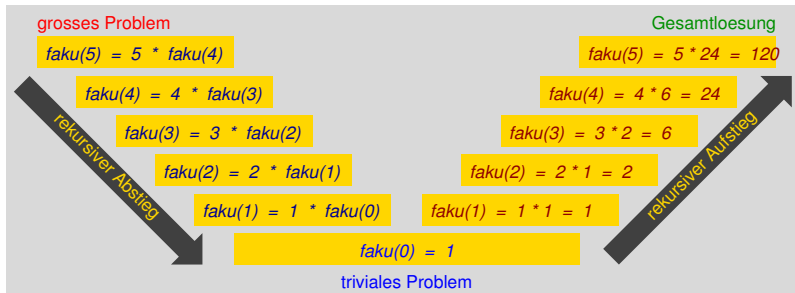 grosses Problem
Gesamtloesung
faku(5) = 5 * faku(4)
faku(5) = 5 * 24 = 120
faku(4) = 4 * faku(3)
faku(4) = 4 * 6 = 24
faku(3) = 3 * faku(2)
faku(3) = 3 * 2 = 6
faku(2) = 2 * faku(1)
faku(2) = 2 * 1 = 2
faku(1) = 1 * faku(0)
faku(1) = 1 * 1 = 1
faku(0) = 1
rekursiver Abstieg
rekursiver Aufstieg
triviales Problem